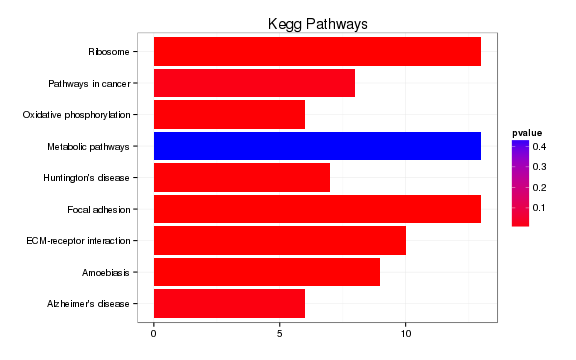 Kegg Pathways
Ribosome
Pathways in cancer
Oxidative phosphorylation
Metabolic pathways
Huntington's disease
Focal adhesion
ECM-receptor interaction
Amoebiasis
Alzheimer's disease
0 5 10
pvalue
0.4
0.3
0.2
0.1